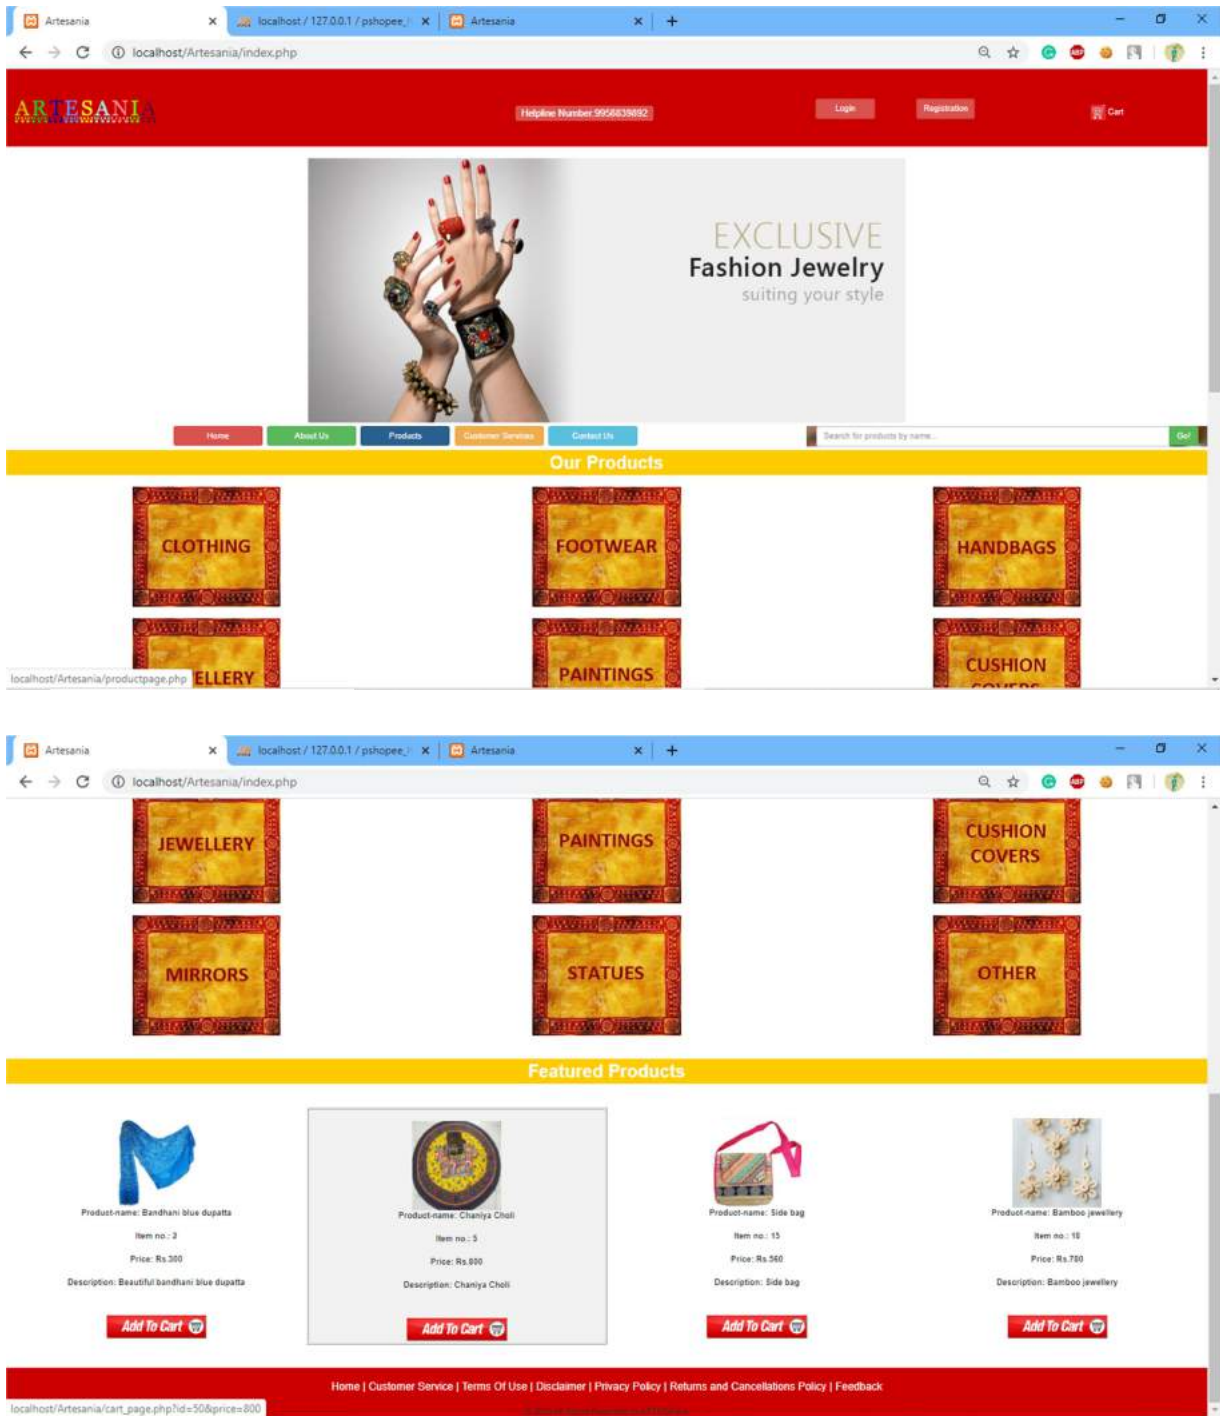 Artesania
localhost / 127.0.0.1 / pshopee_
Artesania
localhost/Artesania/index.php
ARTESANIA
Helpline Number:9958839892
Login
Registration
Cart
EXCLUSIVE
Fashion Jewelry
suiting your style
Home
About Us
Products
Customer Services
Contact Us
Search for products by name...
Go!
Our Products
CLOTHING
FOOTWEAR
HANDBAGS
ELLERY
PAINTINGS
CUSHION
COVERS
localhost/Artesania/productpage.php
Artesania
localhost / 127.0.0.1 / pshopee_
Artesania
localhost/Artesania/index.php
JEWELLERY
PAINTINGS
CUSHION
COVERS
MIRRORS
STATUES
OTHER
Featured Products
Product-name: Bandhani blue dupatta
Item no.: 2
Price: Rs.300
Description: Beautiful bandhani blue dupatta
Add To Cart
Product-name: Chaniya Choli
Item no.: 5
Price: Rs.800
Description: Chaniya Choli
Add To Cart
Product-name: Side bag
Item no.: 15
Price: Rs.560
Description: Side bag
Add To Cart
Product-name: Bamboo jewellery
Item no.: 18
Price: Rs.780
Description: Bamboo jewellery
Add To Cart
Home | Customer Service | Terms Of Use | Disclaimer | Privacy Policy | Returns and Cancellations Policy | Feedback
localhost/Artesania/cart_page.php?id=50&price=800